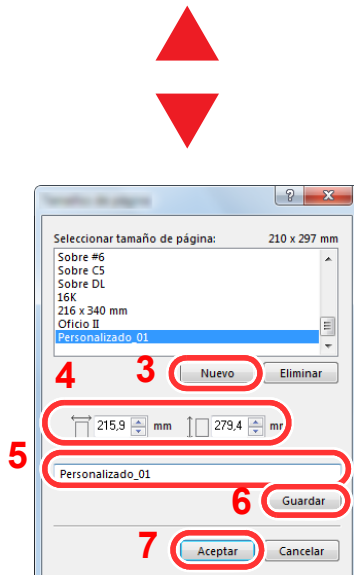 Seleccionar tamaño de página: 210 x 297 mm
Sobre #6
Sobre C5
Sobre DL
16K
216 x 340 mm
Oficio II
Personalizado_01
4 3 Nuevo Eliminar
215,9 mm 279,4 mm
5
Personalizado_01
6 Guardar
7 Aceptar Cancelar